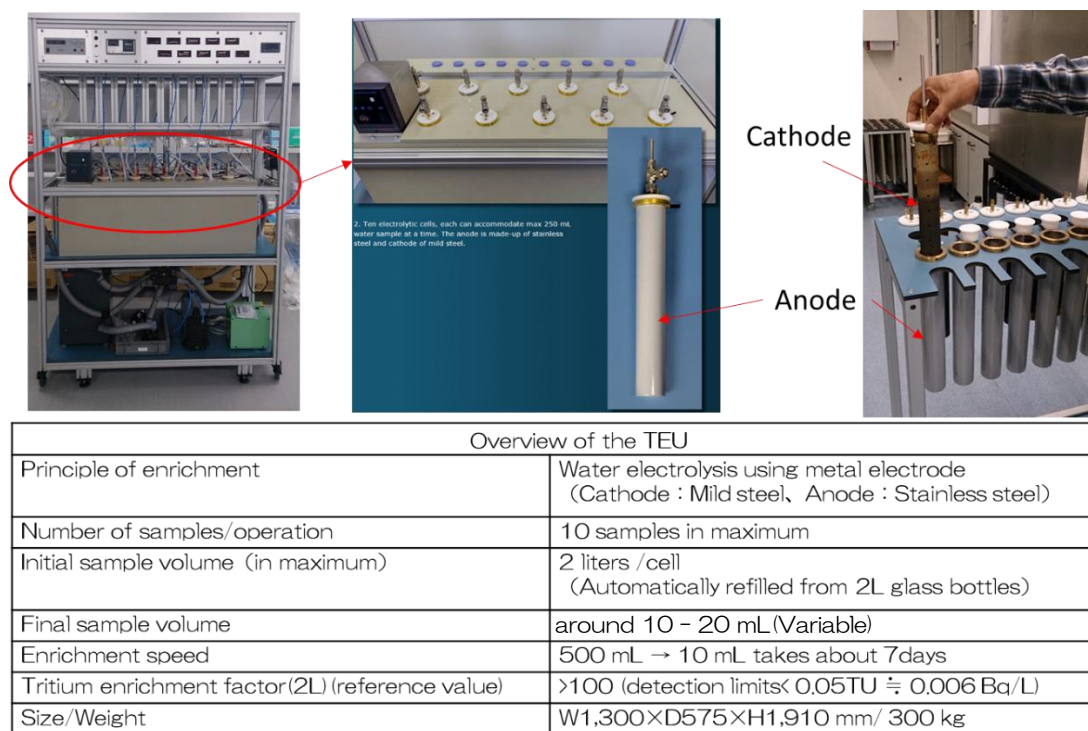 2. Ten electrolytic cells, each can accommodate max 250 mL
water sample at a time. The anode is made-up of stainless
steel and cathode of mild steel.
Cathode
Anode
Overview of the TEU
Principle of enrichment
Water electrolysis using metal electrode
（Cathode：Mild steel、Anode：Stainless steel）
Number of samples/operation
10 samples in maximum
Initial sample volume（in maximum）
2 liters /cell
（Automatically refilled from 2L glass bottles）
Final sample volume
around 10 – 20 mL(Variable)
Enrichment speed
500 mL → 10 mL takes about 7days
Tritium enrichment factor(2L) (reference value)
>100 (detection limits< 0.05TU ≒ 0.006 Bq/L)
Size/Weight
W1,300×D575×H1,910 mm/ 300 kg